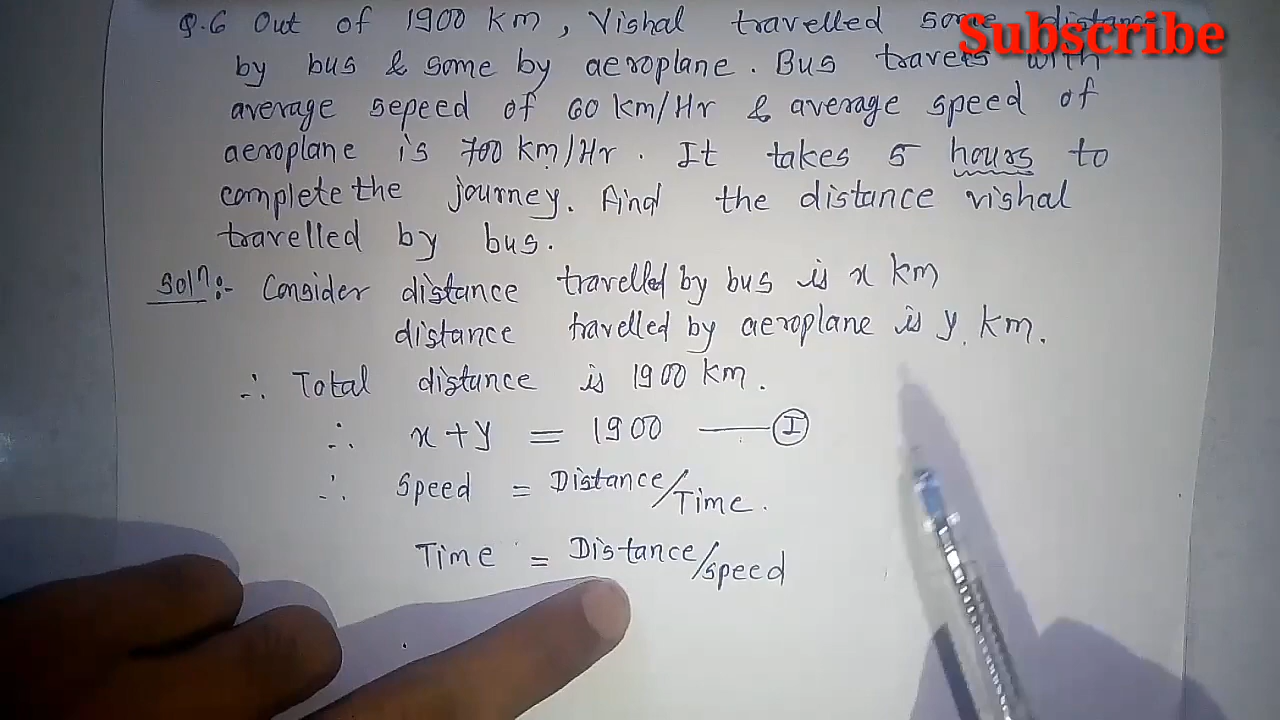 Q.6 Out of 1900 Km, Vishal travelled some distance
Subscribe
by bus & some by aeroplane. Bus travels with
average sepeed of 60 km/Hr & average speed of
aeroplane is 700 km/Hr. It takes 5 hours to
complete the journey. Find the distance vishal
travelled by bus.
Solⁿ:- Consider distance travelled by bus is x km
distance travelled by aeroplane is y km.
∴ Total distance is 1900 km.
∴ x+y = 1900 — Ⓘ
∴ Speed = Distance/Time.
Time = Distance/speed